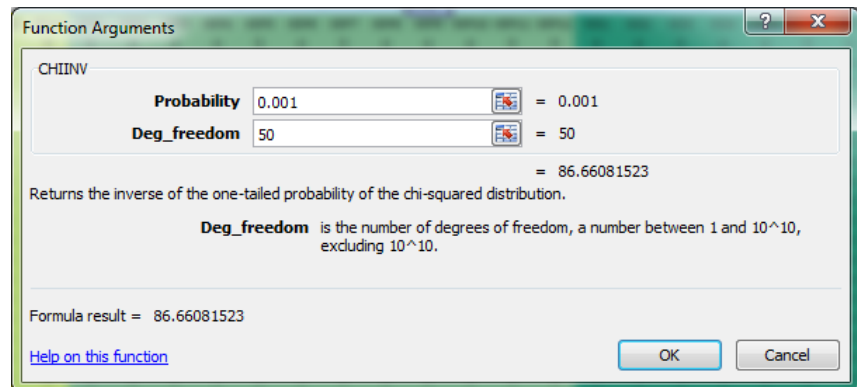 Function Arguments
?
X
CHIINV
Probability 0.001 = 0.001
Deg_freedom 50 = 50
= 86.66081523
Returns the inverse of the one-tailed probability of the chi-squared distribution.
Deg_freedom is the number of degrees of freedom, a number between 1 and 10^10,
excluding 10^10.
Formula result = 86.66081523
Help on this function
OK
Cancel